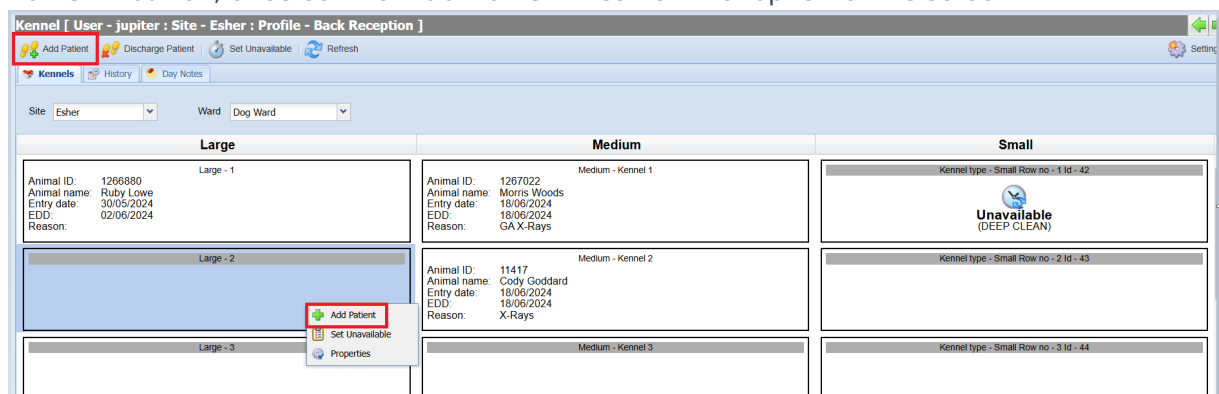 Kennel [ User - jupiter : Site - Esher : Profile - Back Reception ]
Add Patient Discharge Patient Set Unavailable Refresh
Kennels History Day Notes
Site Esher Ward Dog Ward
Large Medium Small
Large - 1
Animal ID: 1266880
Animal name: Ruby Lowe
Entry date: 30/05/2024
EDD: 02/06/2024
Reason:
Medium - Kennel 1
Animal ID: 1267022
Animal name: Morris Woods
Entry date: 18/06/2024
EDD: 18/06/2024
Reason: GA X-Rays
Kennel type - Small Row no - 1 Id - 42
Unavailable
(DEEP CLEAN)
Large - 2
Add Patient
Set Unavailable
Properties
Medium - Kennel 2
Animal ID: 11417
Animal name: Cody Goddard
Entry date: 18/06/2024
EDD: 18/06/2024
Reason: X-Rays
Kennel type - Small Row no - 2 Id - 43
Large - 3
Medium - Kennel 3
Kennel type - Small Row no - 3 Id - 44